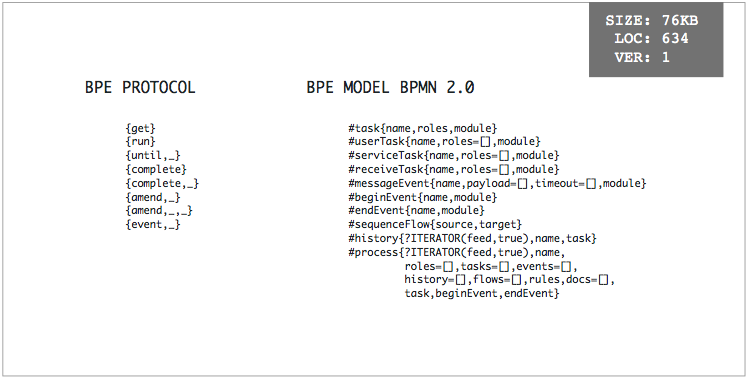 SIZE: 76KB
LOC: 634
VER: 1
BPE PROTOCOL
{get}
{run}
{until,_}
{complete}
{complete,_}
{amend,_}
{amend,_,_}
{event,_}
BPE MODEL BPMN 2.0
#task{name,roles,module}
#userTask{name,roles=[],module}
#serviceTask{name,roles=[],module}
#receiveTask{name,roles=[],module}
#messageEvent{name,payload=[],timeout=[],module}
#beginEvent{name,module}
#endEvent{name,module}
#sequenceFlow{source,target}
#history{?ITERATOR(feed,true),name,task}
#process{?ITERATOR(feed,true),name,
roles=[],tasks=[],events=[],
history=[],flows=[],rules,docs=[],
task,beginEvent,endEvent}